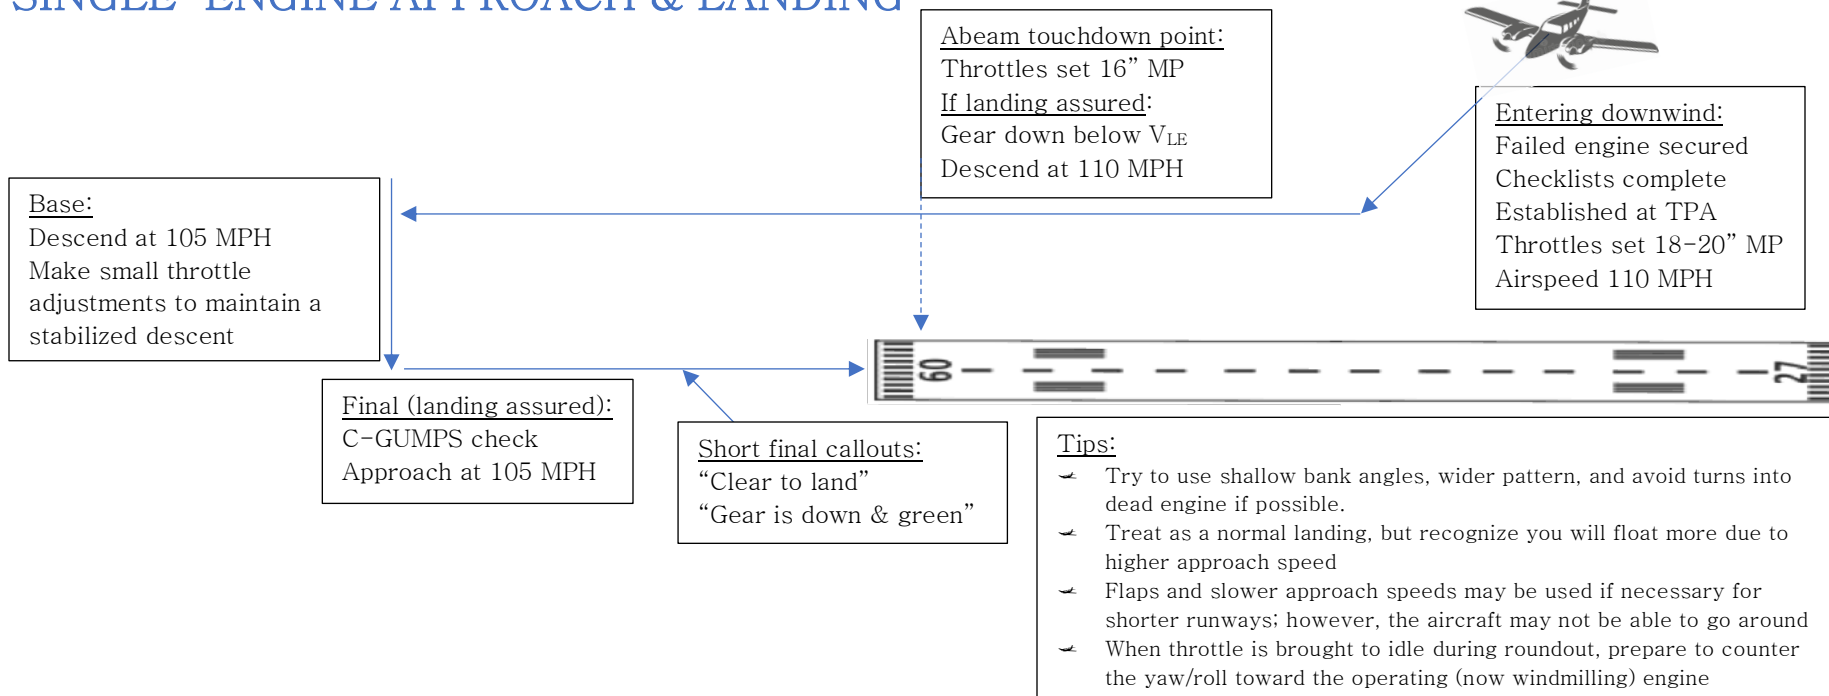 SINGLE-ENGINE APPROACH & LANDING
Abeam touchdown point:
Throttles set 16” MP
If landing assured:
Gear down below VLE
Descend at 110 MPH
Entering downwind:
Failed engine secured
Checklists complete
Established at TPA
Throttles set 18-20” MP
Airspeed 110 MPH
Base:
Descend at 105 MPH
Make small throttle
adjustments to maintain a
stabilized descent
09
27
Final (landing assured):
C-GUMPS check
Approach at 105 MPH
Short final callouts:
“Clear to land”
“Gear is down & green”
Tips:
Try to use shallow bank angles, wider pattern, and avoid turns into
dead engine if possible.
Treat as a normal landing, but recognize you will float more due to
higher approach speed
Flaps and slower approach speeds may be used if necessary for
shorter runways; however, the aircraft may not be able to go around
When throttle is brought to idle during roundout, prepare to counter
the yaw/roll toward the operating (now windmilling) engine